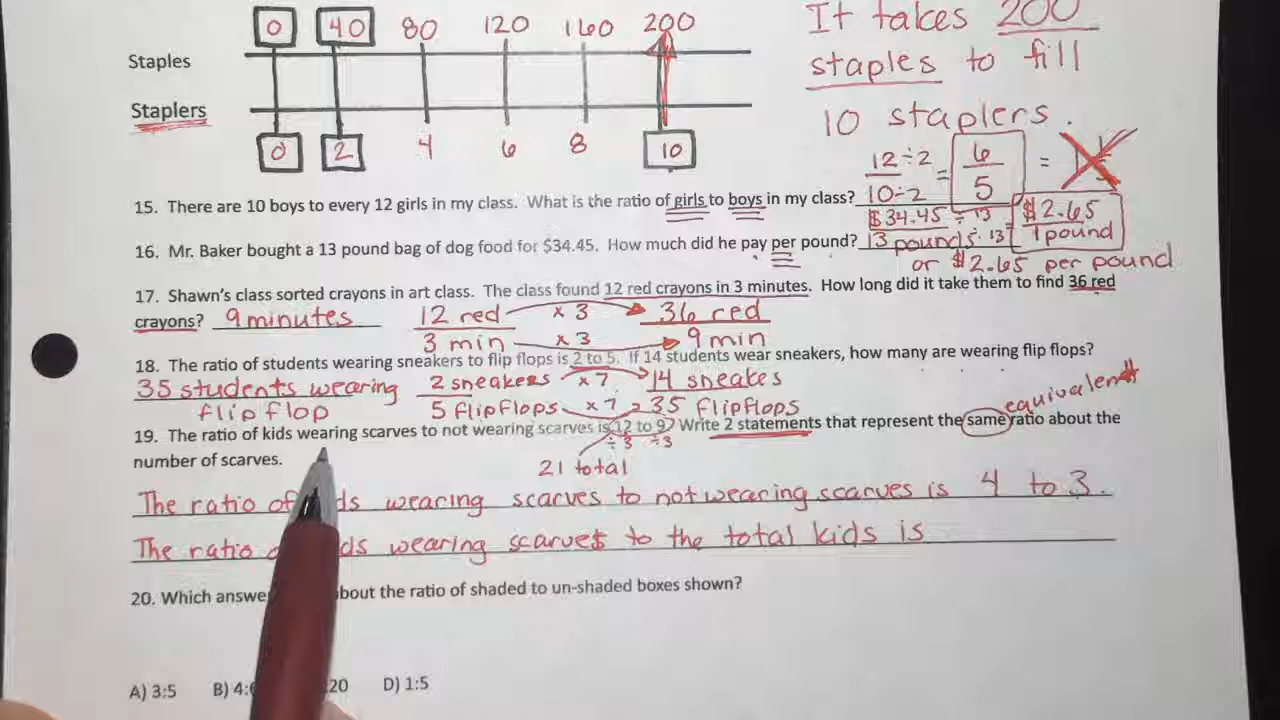 0 40 80 120 160 200
Staples
Staplers
0 2 4 6 8 10
It takes 200
staples to fill
10 staplers.
12 ÷2 = 6 =
10 ÷2 5
15. There are 10 boys to every 12 girls in my class. What is the ratio of girls to boys in my class?
$34.45 ÷ 13 $2.65
16. Mr. Baker bought a 13 pound bag of dog food for $34.45. How much did he pay per pound? 13 pounds ÷ 13 1 pound
or $2.65 per pound
17. Shawn's class sorted crayons in art class. The class found 12 red crayons in 3 minutes. How long did it take them to find 36 red
crayons? 9 minutes 12 red x 3 36 red
3 min x 3 9 min
18. The ratio of students wearing sneakers to flip flops is 2 to 5. If 14 students wear sneakers, how many are wearing flip flops?
35 students wearing 2 sneakers x 7 14 sneakes
flip flop 5 flipflops x 7 35 flipflops
equivalent
19. The ratio of kids wearing scarves to not wearing scarves is 12 to 9. Write 2 statements that represent the same ratio about the
÷3 ÷3
number of scarves.
21 total
The ratio of wearing scarves to not wearing scarves is 4 to 3.
The ratio wearing scarves to the total kids is
20. Which about the ratio of shaded to un-shaded boxes shown?
A) 3:5 B) 4: 20 D) 1:5